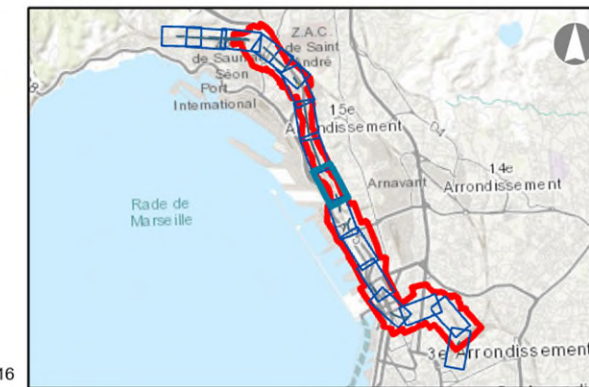 Z.A.C.
de Saint
André
de Saum
Séon
Port
International
15e
Arrondissement
D4
14e
Arrondissement
Arnavant
Rade de
Marseille
3e Arrondissement
16